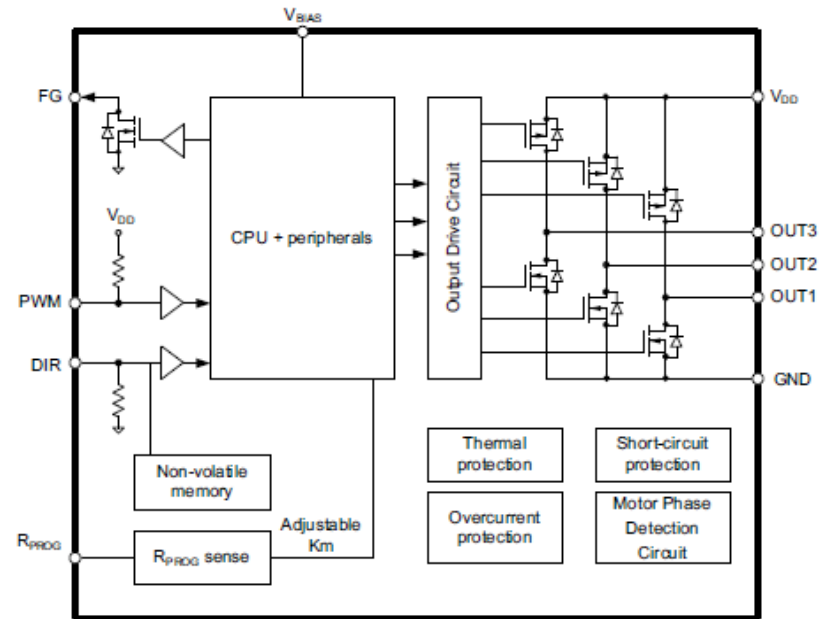 VBIAS
FG
VDD
VDD
CPU + peripherals
Output Drive Circuit
OUT3
OUT2
OUT1
PWM
DIR
GND
Non-volatile
memory
Thermal
protection
Short-circuit
protection
Adjustable
Km
RPROG
RPROG sense
Overcurrent
protection
Motor Phase
Detection
Circuit